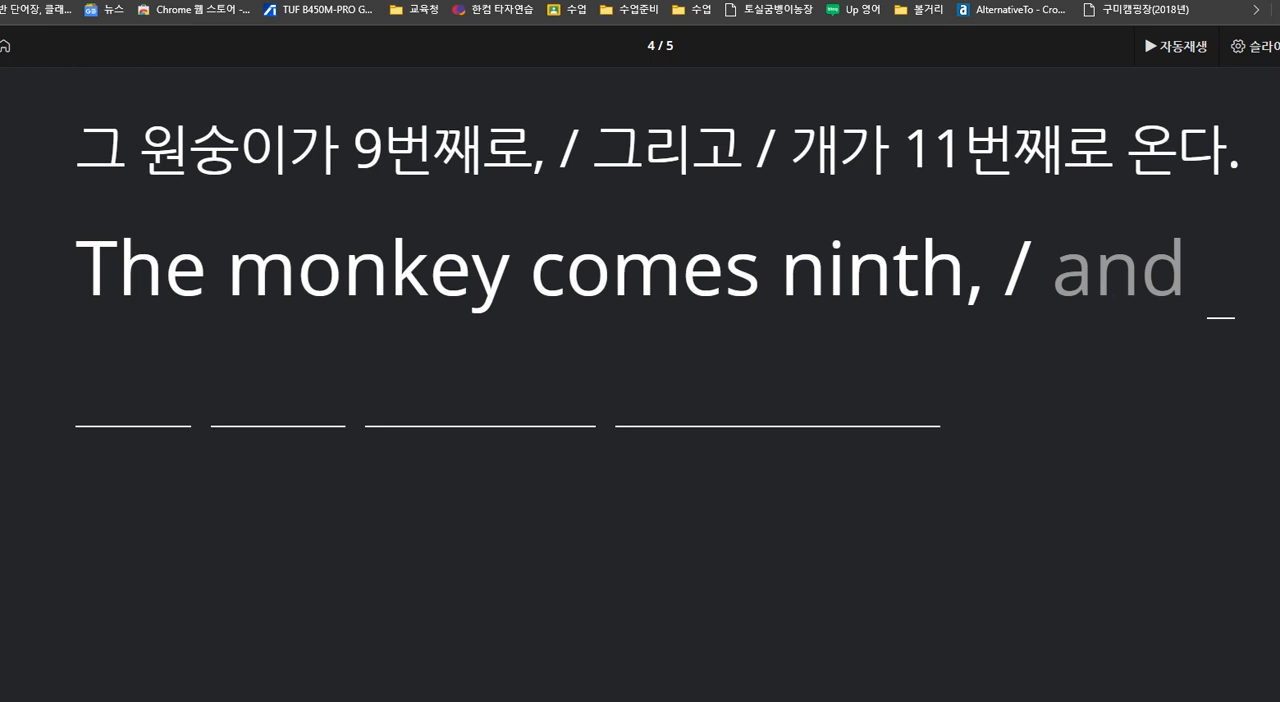 단어장, 클래... 뉴스 Chrome 웹 스토어 -... TUF B450M-PRO G... 교육청 한컴 타자연습 수업 수업준비 수업 토실굼벵이농장 Up 영어 볼거리 AlternativeTo - Cro... 구미캠핑장(2018년)
4 / 5 자동재생 슬라이
그 원숭이가 9번째로, / 그리고 / 개가 11번째로 온다.
The monkey comes ninth, / and